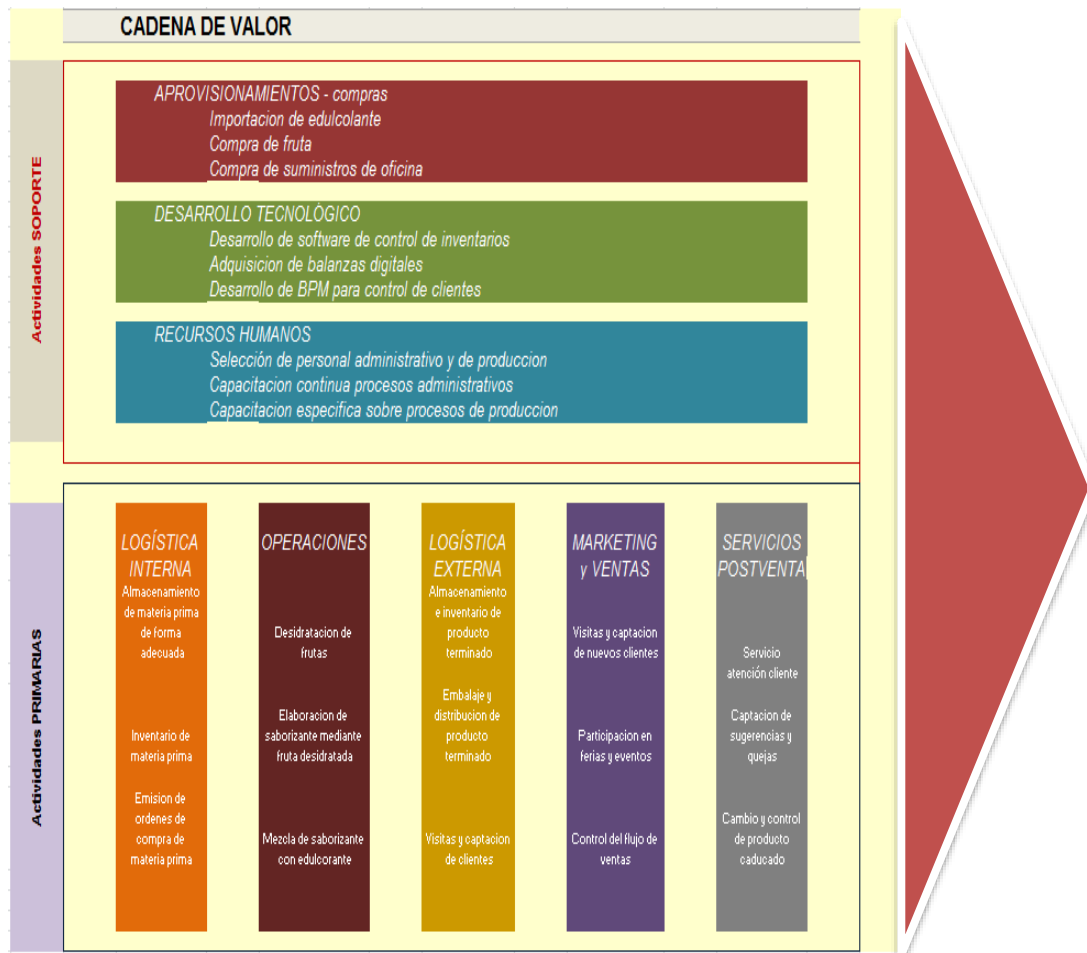 CADENA DE VALOR
Actividades SOPORTE
APROVISIONAMIENTOS - compras
Importacion de edulcolante
Compra de fruta
Compra de suministros de oficina
DESARROLLO TECNOLÓGICO
Desarrollo de software de control de inventarios
Adquisicion de balanzas digitales
Desarrollo de BPM para control de clientes
RECURSOS HUMANOS
Selección de personal administrativo y de produccion
Capacitacion continua procesos administrativos
Capacitacion especifica sobre procesos de produccion
Actividades PRIMARIAS
LOGÍSTICA
INTERNA
Almacenamiento
de materia prima
de forma
adecuada
Inventario de
materia prima
Emision de
ordenes de
compra de
materia prima
OPERACIONES
Desidratacion de
frutas
Elaboracion de
saborizante mediante
fruta desidratada
Mezcla de saborizante
con edulcorante
LOGÍSTICA
EXTERNA
Almacenamiento
e inventario de
producto
terminado
Embalaje y
distribucion de
producto
terminado
Visitas y captacion
de clientes
MARKETING
y VENTAS
Visitas y captacion
de nuevos clientes
Participacion en
ferias y eventos
Control del flujo de
ventas
SERVICIOS
POSTVENTA
Servicio
atención cliente
Captacion de
sugerencias y
quejas
Cambio y control
de producto
caducado